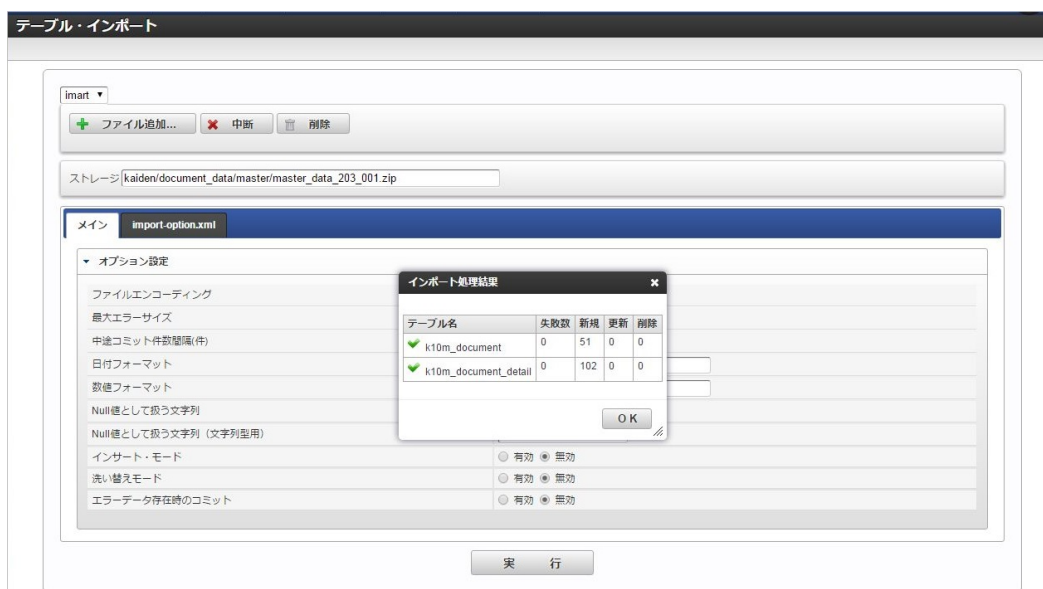 テーブル・インポート
imart ▼
ファイル追加... 中断 削除
ストレージ kaiden/document_data/master/master_data_203_001.zip
メイン import-option.xml
オプション設定
ファイルエンコーディング
最大エラーサイズ
中途コミット件数間隔(件)
日付フォーマット
数値フォーマット
Null値として扱う文字列
Null値として扱う文字列（文字列型用）
インサート・モード 有効 無効
洗い替えモード 有効 無効
エラーデータ存在時のコミット 有効 無効
インポート処理結果
テーブル名 失敗数 新規 更新 削除
k10m_document 0 51 0 0
k10m_document_detail 0 102 0 0
OK
実行